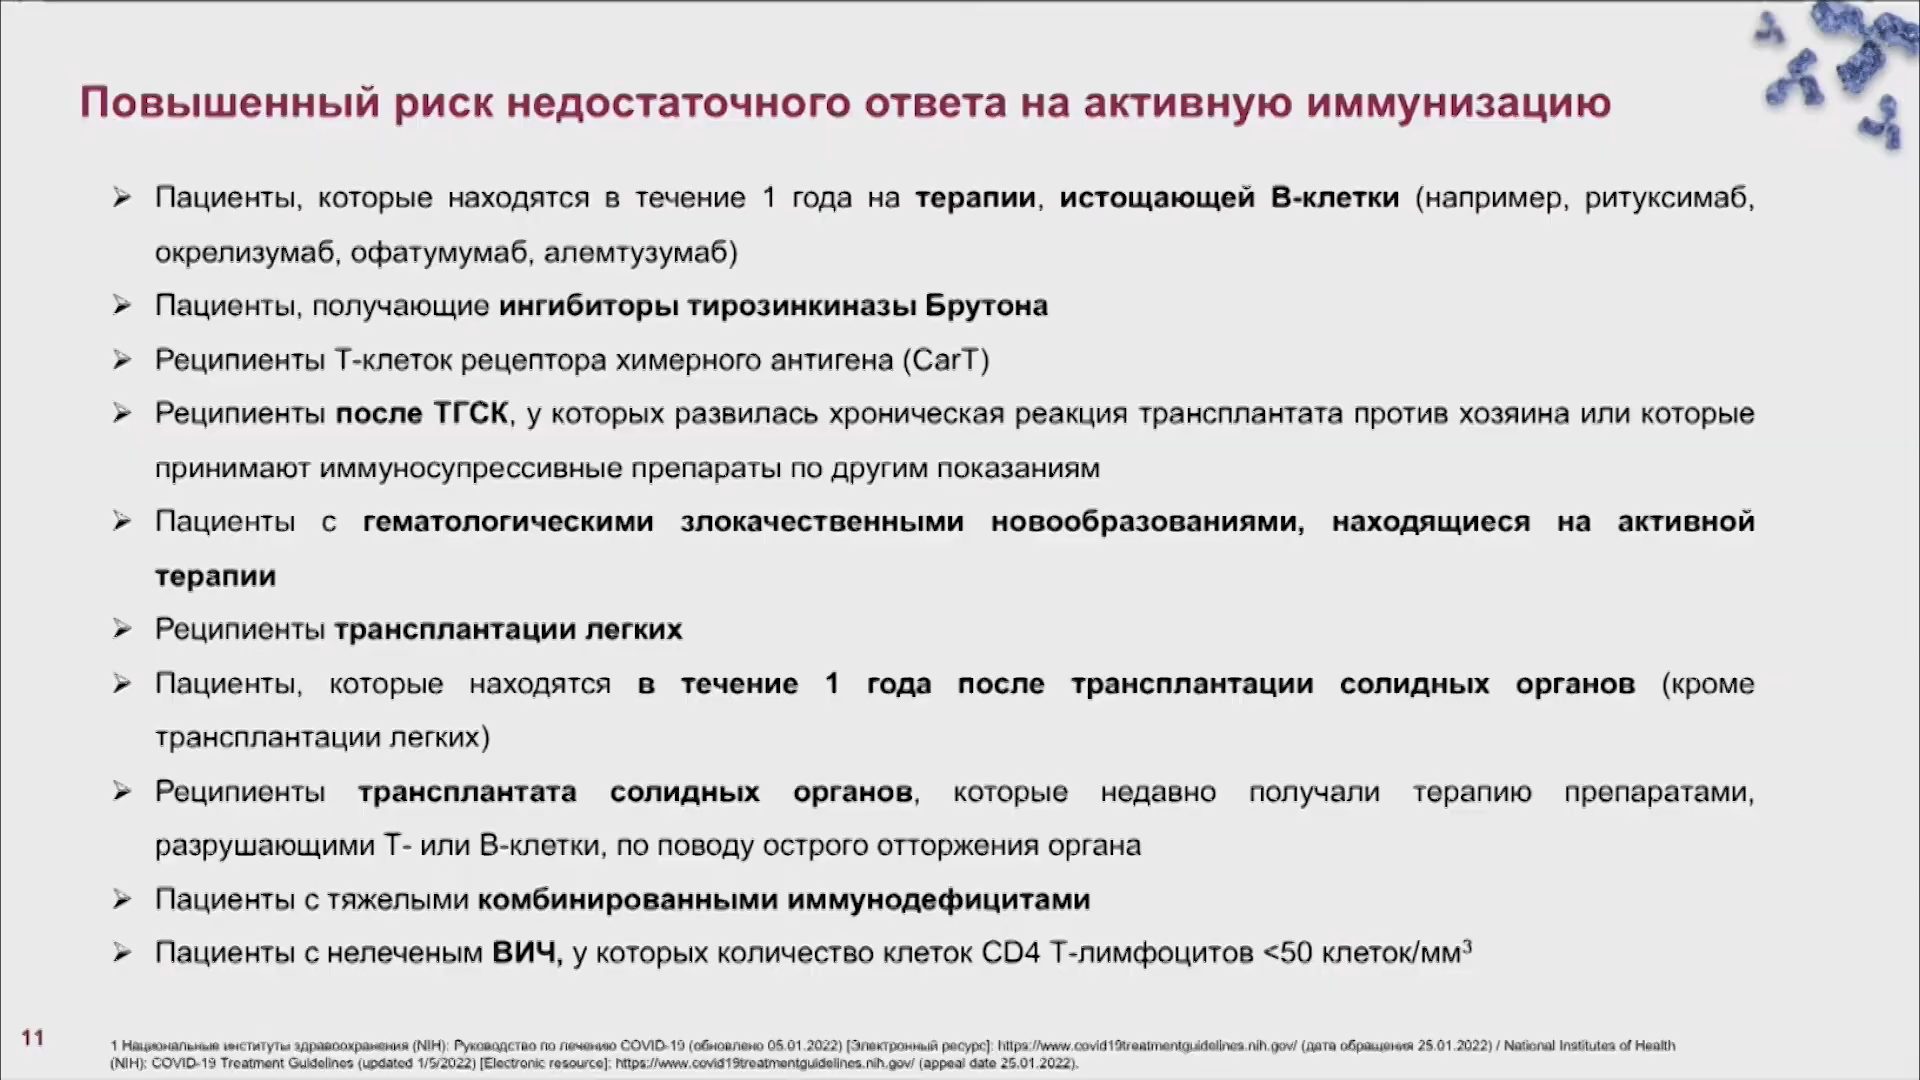 Повышенный риск недостаточного ответа на активную иммунизацию
➢ Пациенты, которые находятся в течение 1 года на терапии, истощающей В-клетки (например, ритуксимаб,
окрелизумаб, офатумумаб, алемтузумаб)
➢ Пациенты, получающие ингибиторы тирозинкиназы Брутона
➢ Реципиенты Т-клеток рецептора химерного антигена (CarT)
➢ Реципиенты после ТГСК, у которых развилась хроническая реакция трансплантата против хозяина или которые
принимают иммуносупрессивные препараты по другим показаниям
➢ Пациенты с гематологическими злокачественными новообразованиями, находящиеся на активной
терапии
➢ Реципиенты трансплантации легких
➢ Пациенты, которые находятся в течение 1 года после трансплантации солидных органов (кроме
трансплантации легких)
➢ Реципиенты трансплантата солидных органов, которые недавно получали терапию препаратами,
разрушающими Т- или В-клетки, по поводу острого отторжения органа
➢ Пациенты с тяжелыми комбинированными иммунодефицитами
➢ Пациенты с нелеченым ВИЧ, у которых количество клеток CD4 Т-лимфоцитов <50 клеток/мм³
11
1 Национальные институты здравоохранения (NIH): Руководство по лечению COVID-19 (обновлено 05.01.2022) [Электронный ресурс]: https://www.covid19treatmentguidelines.nih.gov/ (дата обращения 25.01.2022) / National Institutes of Health
(NIH): COVID-19 Treatment Guidelines (updated 1/5/2022) [Electronic resource]: https://www.covid19treatmentguidelines.nih.gov/ (appeal date 25.01.2022).